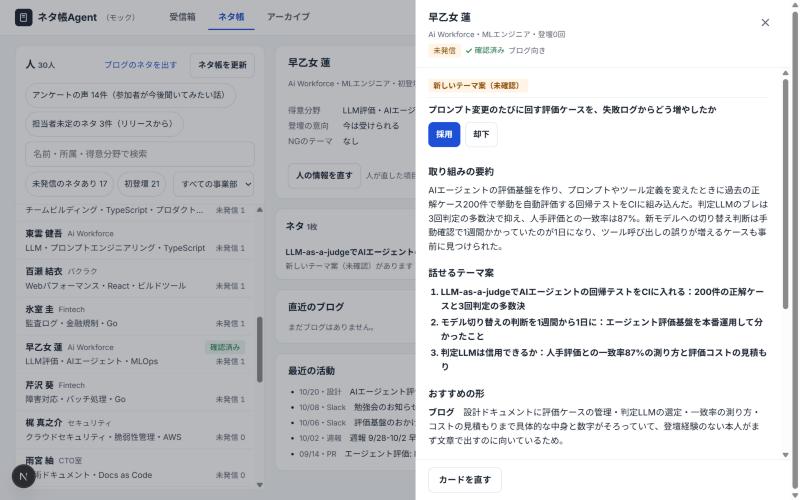 ネタ帳Agent （モック） 受信箱 ネタ帳 アーカイブ
人 30人 ブログのネタを出す ネタ帳を更新
アンケートの声 14件（参加者が今後聞いてみたい話）
担当者未定のネタ 3件（リリースから）
名前・所属・得意分野で検索
未発信のネタあり 17 初登壇 21 すべての事業部
チームビルディング・TypeScript・プロダクト… 未発信 1
東雲 健吾 Ai Workforce
LLM・プロンプトエンジニアリング・TypeScript 未発信 1
百瀬 結衣 バクラク
Webパフォーマンス・React・ビルドツール 未発信 1
氷室 圭 Fintech
監査ログ・金融規制・Go 未発信 1
早乙女 蓮 Ai Workforce 確認済み
LLM評価・AIエージェント・MLOps 未発信 1
芹沢 葵 Fintech
障害対応・バッチ処理・Go 未発信 1
梶 真之介 セキュリティ
クラウドセキュリティ・脆弱性管理・AWS 未発信 0
雨宮 紬 CTO室
術ドキュメント・Docs as Code 未発信 0
N
早乙女 蓮
Ai Workforce・MLエンジニア・初登
得意分野 LLM評価・AIエージ
登壇の意向 今は受けられる
NGのテーマ なし
人の情報を直す 人が直した項目
ネタ 1枚
LLM-as-a-judgeでAIエージェント
新しいテーマ案（未確認）があります
直近のブログ
まだブログはありません。
最近の活動
10/20・設計 AIエージェント評
10/08・Slack 勉強会のお知らせ
10/06・Slack 評価基盤のおかけ
10/02・週報 週報 9/28-10/2 早
09/14・PR エージェント評価:
早乙女 蓮
Ai Workforce・MLエンジニア・登壇0回
未発信 確認済み ブログ向き
新しいテーマ案（未確認）
プロンプト変更のたびに回す評価ケースを、失敗ログからどう増やしたか
採用 却下
取り組みの要約
AIエージェントの評価基盤を作り、プロンプトやツール定義を変えたときに過去の正
解ケース200件で挙動を自動評価する回帰テストをCIに組み込んだ。判定LLMのブレは
3回判定の多数決で抑え、人手評価との一致率は87%。新モデルへの切り替え判断は手
動確認で1週間かかっていたのが1日になり、ツール呼び出しの誤りが増えるケースも事
前に見つけられた。
話せるテーマ案
1. LLM-as-a-judgeでAIエージェントの回帰テストをCIに入れる：200件の正解ケー
スと3回判定の多数決
2. モデル切り替えの判断を1週間から1日に：エージェント評価基盤を本番運用して分
かったこと
3. 判定LLMは信用できるか：人手評価との一致率87%の測り方と評価コストの見積も
り
おすすめの形
ブログ 設計ドキュメントに評価ケースの管理・判定LLMの選定・一致率の測り方・
コストの見積もりまで具体的な中身と数字がそろっていて、登壇経験のない本人がま
ず文章で出すのに向いているため。
カードを直す